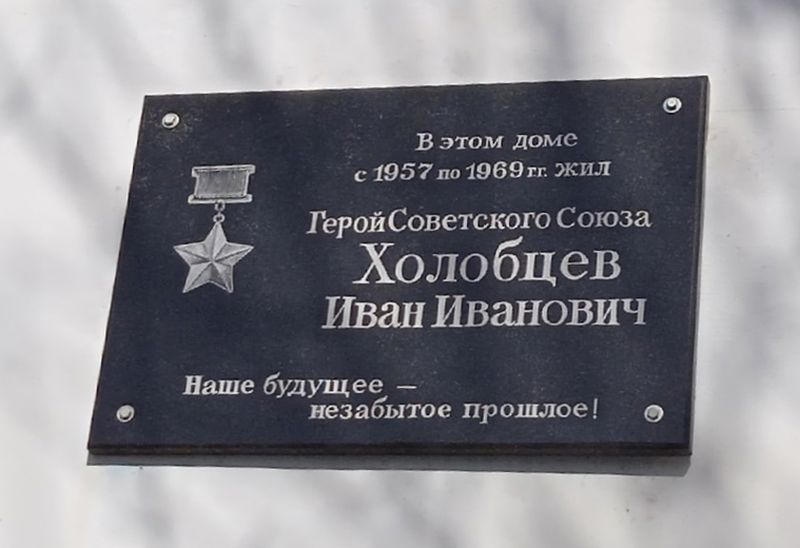 В этом доме
с 1957 по 1969 гг. жил
Герой Советского Союза
Холобцев
Иван Иванович
Наше будущее —
незабытое прошлое!